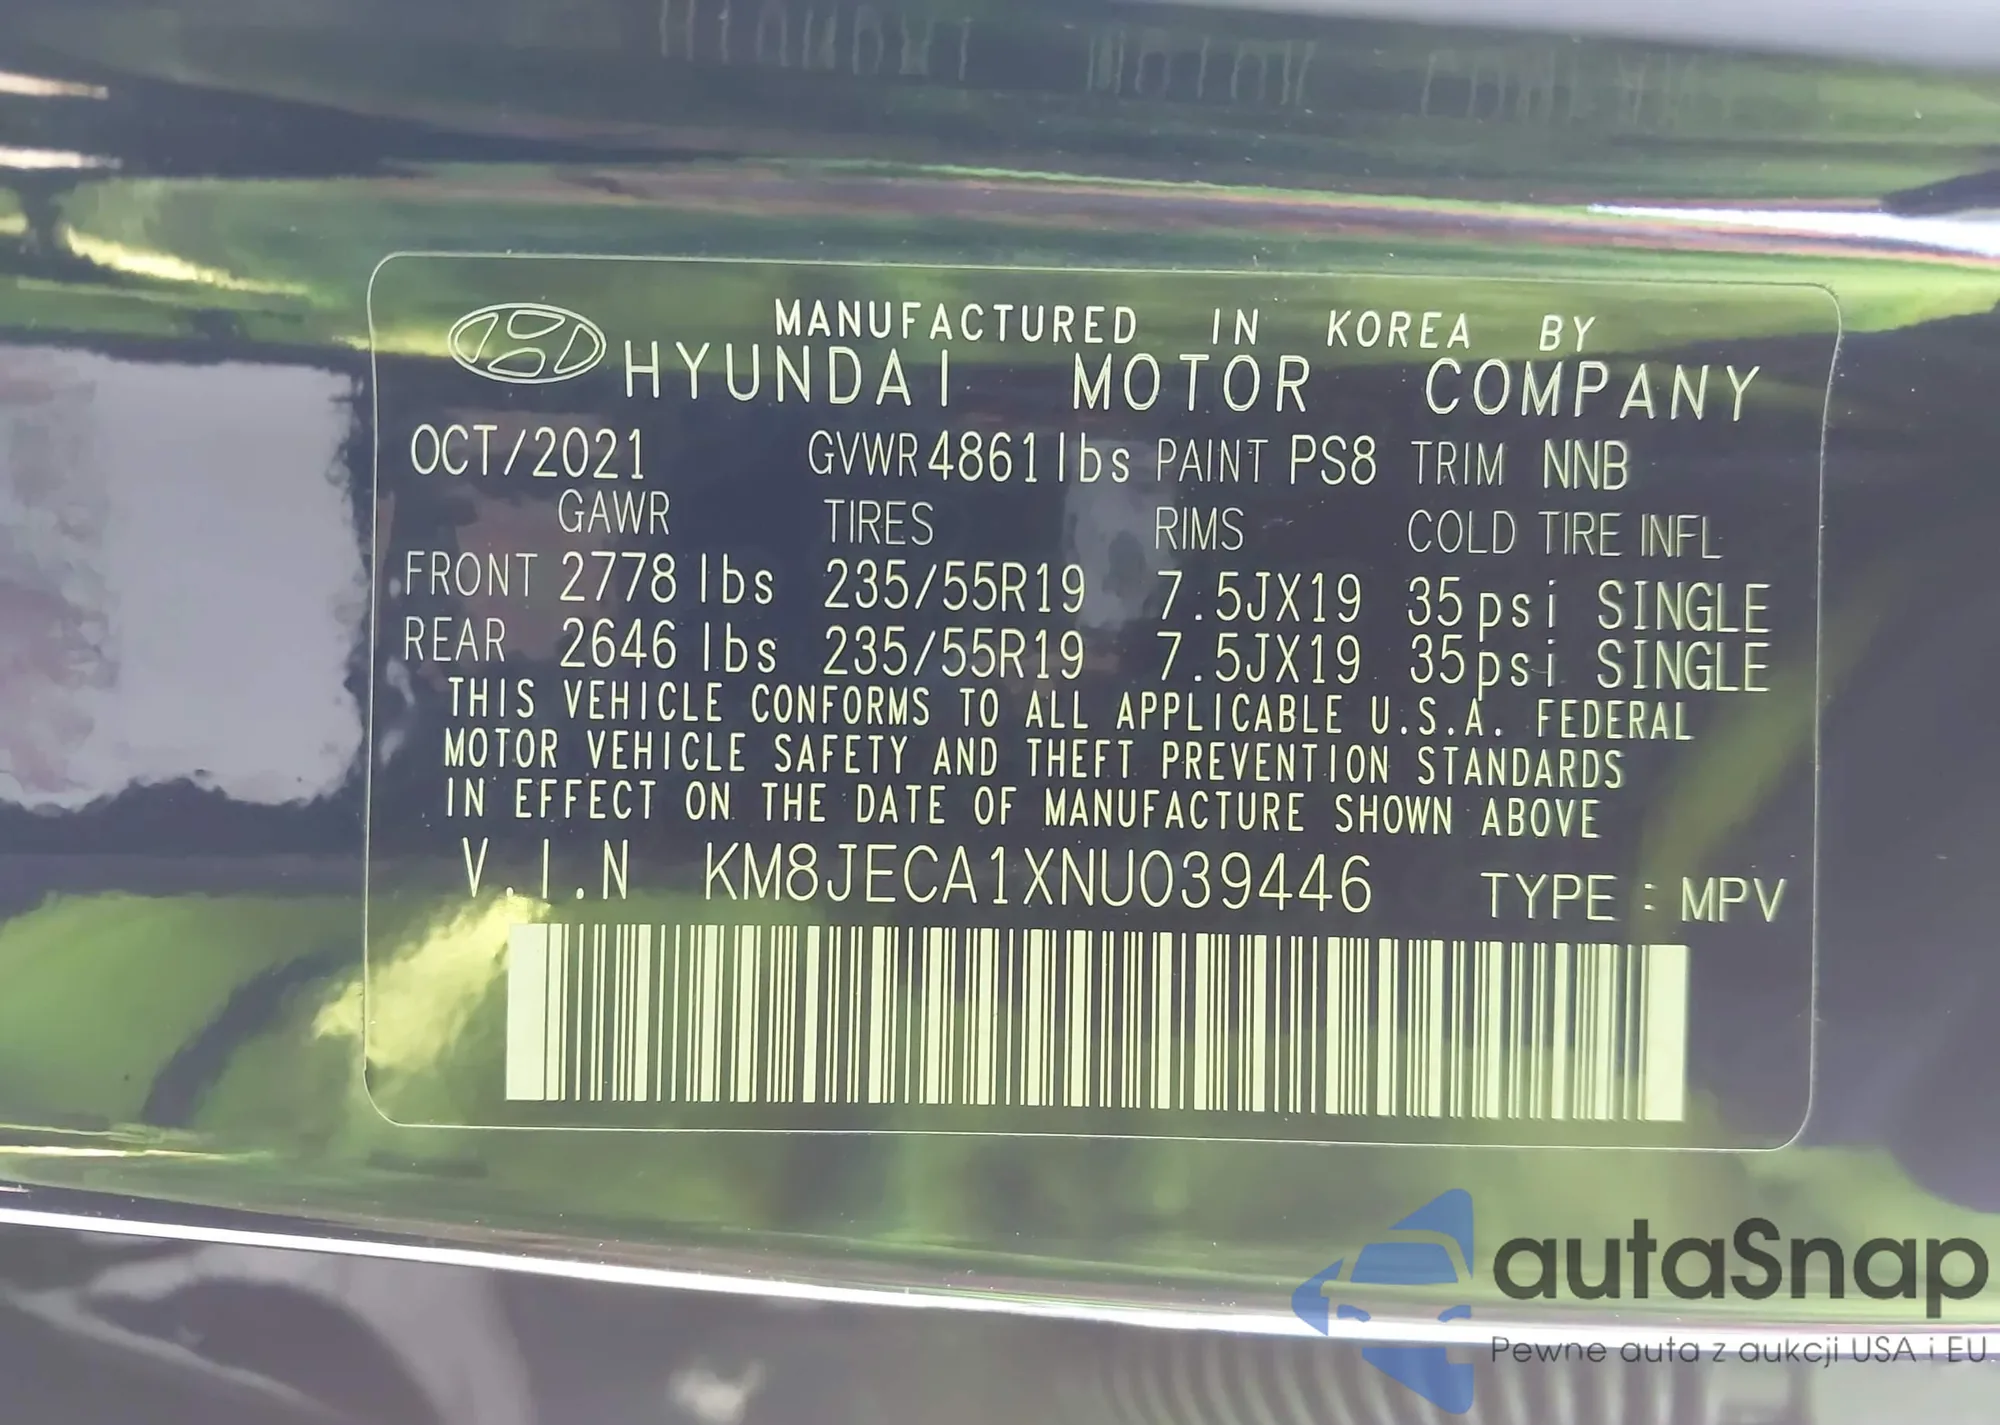 MANUFACTURED IN KOREA BY
HYUNDAI MOTOR COMPANY
OCT/2021 GVWR 4861 lbs PAINT PS8 TRIM NNB
GAWR TIRES RIMS COLD TIRE INFL
FRONT 2778 lbs 235/55R19 7.5JX19 35psi SINGLE
REAR 2646 lbs 235/55R19 7.5JX19 35psi SINGLE
THIS VEHICLE CONFORMS TO ALL APPLICABLE U.S.A. FEDERAL
MOTOR VEHICLE SAFETY AND THEFT PREVENTION STANDARDS
IN EFFECT ON THE DATE OF MANUFACTURE SHOWN ABOVE
V.I.N KM8JECA1XNU039446 TYPE : MPV
autaSnap
Pewne auta z aukcji USA i EU